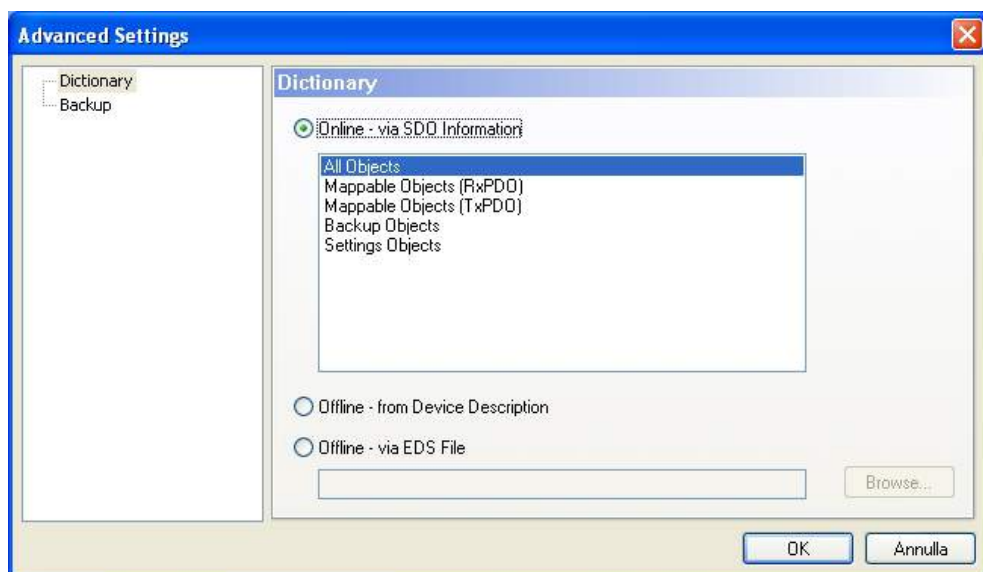 Advanced Settings
Dictionary
Backup
Dictionary
Online - via SDO Information
All Objects
Mappable Objects (RxPDO)
Mappable Objects (TxPDO)
Backup Objects
Settings Objects
Offline - from Device Description
Offline - via EDS File
Browse...
OK
Annulla